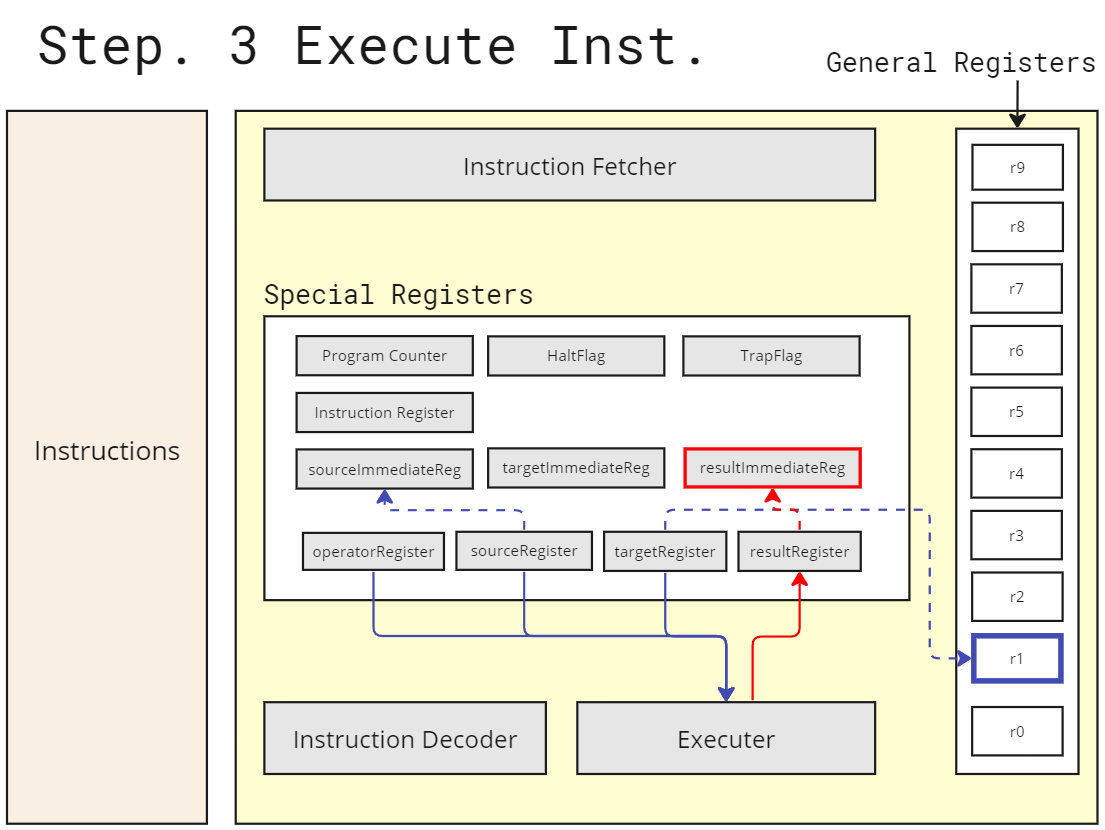 Step. 3 Execute Inst.
General Registers
Instruction Fetcher
r9
r8
r7
Special Registers
Program Counter
HaltFlag
TrapFlag
r6
Instruction Register
r5
Instructions
sourceImmediateReg
targetImmediateReg
resultImmediateReg
r4
operatorRegister
sourceRegister
targetRegister
resultRegister
r3
r2
r1
Instruction Decoder
Executer
r0